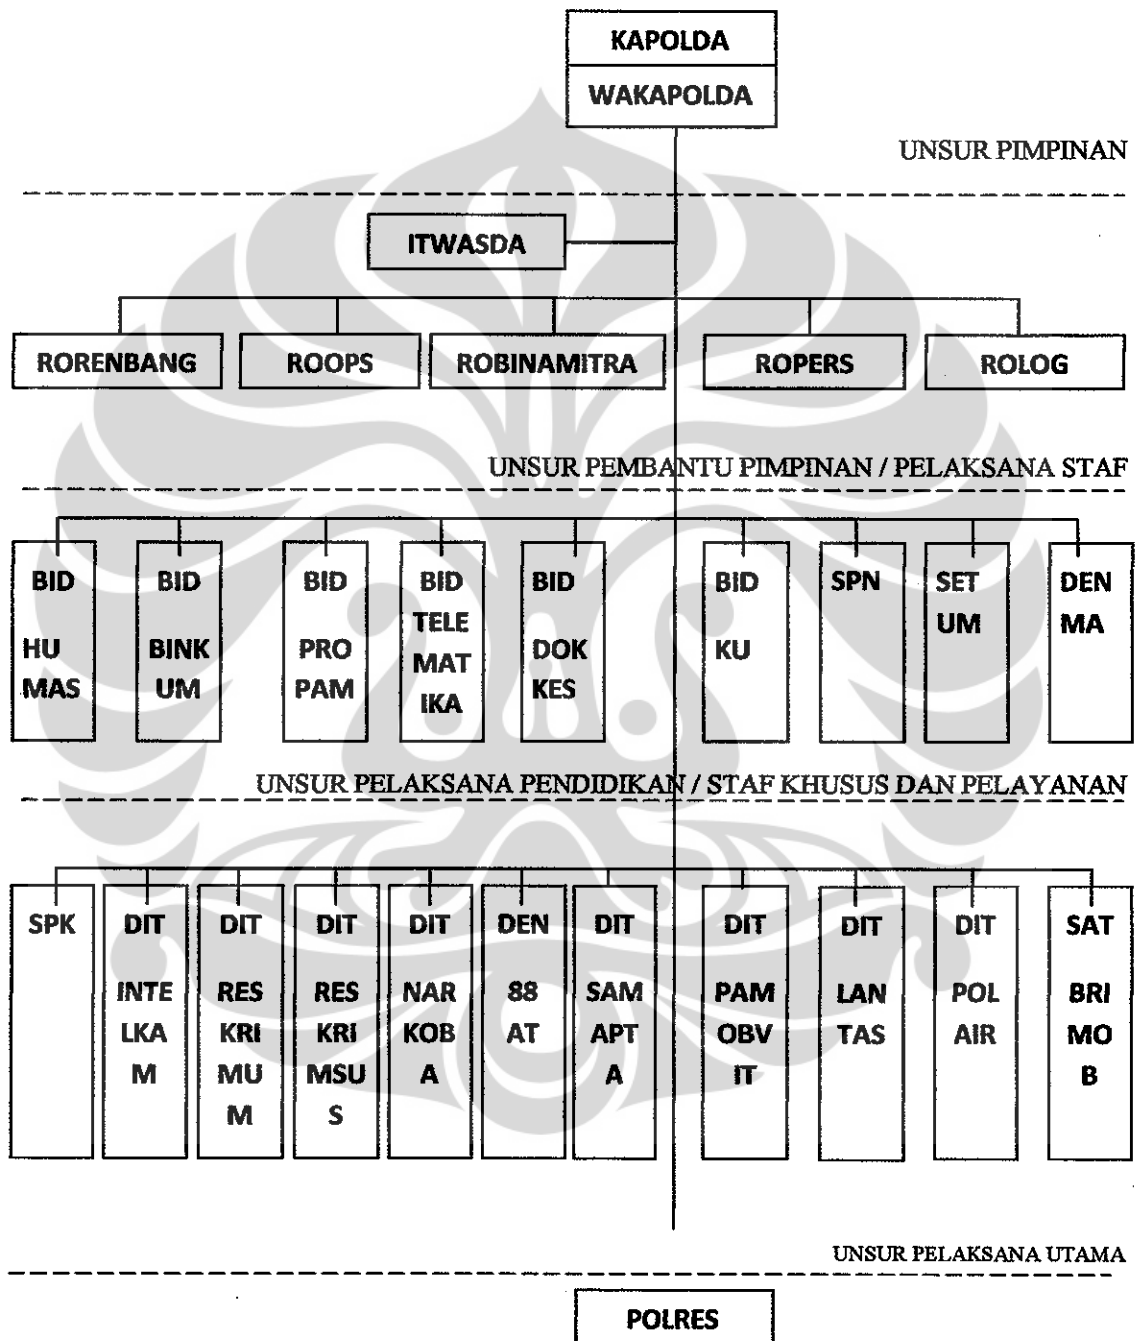 KAPOLDA
WAKAPOLDA
UNSUR PIMPINAN
ITWASDA
RORENBANG
ROOPS
ROBINAMITRA
ROPERS
ROLOG
UNSUR PEMBANTU PIMPINAN / PELAKSANA STAF
BID
HU
MAS
BID
BINK
UM
BID
PRO
PAM
BID
TELE
MAT
IKA
BID
DOK
KES
BID
KU
SPN
SET
UM
DEN
MA
UNSUR PELAKSANA PENDIDIKAN / STAF KHUSUS DAN PELAYANAN
SPK
DIT
INTE
LKA
M
DIT
RES
KRI
MU
M
DIT
RES
KRI
MSU
S
DIT
NAR
KOB
A
DEN
88
AT
DIT
SAM
APT
A
DIT
PAM
OBV
IT
DIT
LAN
TAS
DIT
POL
AIR
SAT
BRI
MO
B
UNSUR PELAKSANA UTAMA
POLRES